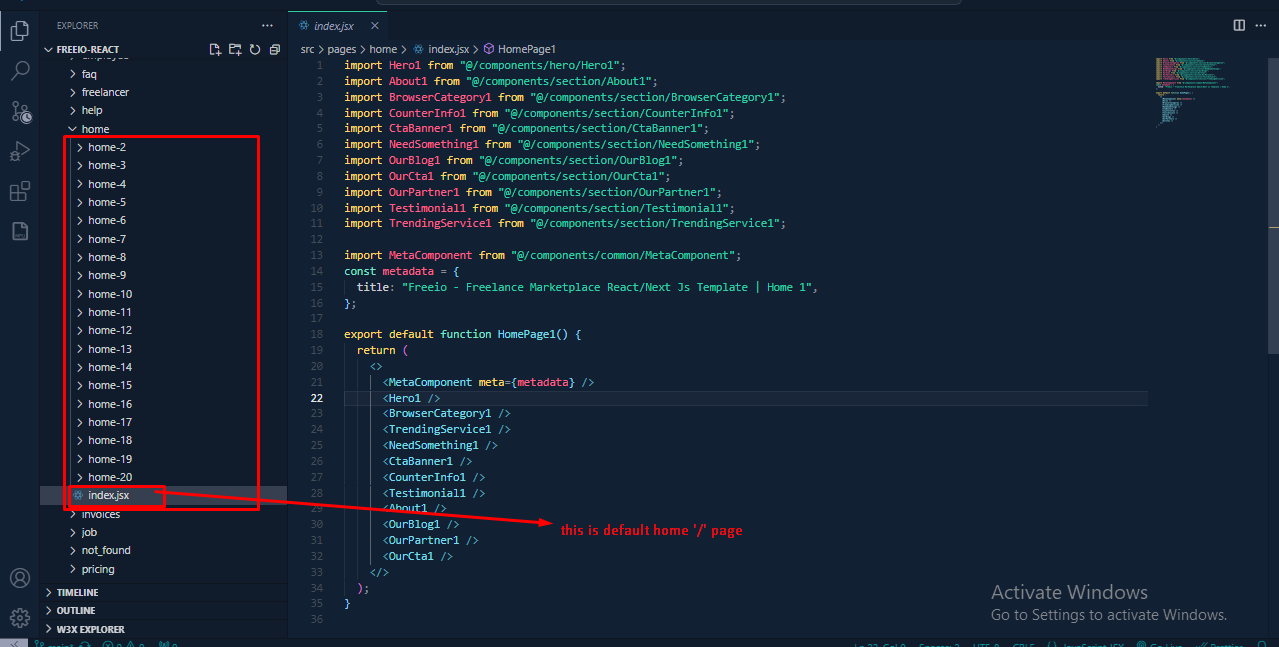 EXPLORER
FREEIO-REACT
faq
freelancer
help
home
home-2
home-3
home-4
home-5
home-6
home-7
home-8
home-9
home-10
home-11
home-12
home-13
home-14
home-15
home-16
home-17
home-18
home-19
home-20
index.jsx
invoices
job
not_found
pricing
TIMELINE
OUTLINE
W3X EXPLORER
index.jsx
src > pages > home > index.jsx > HomePage1
1 import Hero1 from "@/components/hero/Hero1";
2 import About1 from "@/components/section/About1";
3 import BrowserCategory1 from "@/components/section/BrowserCategory1";
4 import CounterInfo1 from "@/components/section/CounterInfo1";
5 import CtaBanner1 from "@/components/section/CtaBanner1";
6 import NeedSomething1 from "@/components/section/NeedSomething1";
7 import OurBlog1 from "@/components/section/OurBlog1";
8 import OurCta1 from "@/components/section/OurCta1";
9 import OurPartner1 from "@/components/section/OurPartner1";
10 import Testimonial1 from "@/components/section/Testimonial1";
11 import TrendingService1 from "@/components/section/TrendingService1";
12
13 import MetaComponent from "@/components/common/MetaComponent";
14 const metadata = {
15 title: "Freeio - Freelance Marketplace React/Next Js Template | Home 1",
16 };
17
18 export default function HomePage1() {
19 return (
20 <>
21 <MetaComponent meta={metadata} />
22 <Hero1 />
23 <BrowserCategory1 />
24 <TrendingService1 />
25 <NeedSomething1 />
26 <CtaBanner1 />
27 <CounterInfo1 />
28 <Testimonial1 />
29 <About1 />
30 <OurBlog1 />
31 <OurPartner1 />
32 <OurCta1 />
33 </>
34 );
35 }
36
this is default home '/' page
Activate Windows
Go to Settings to activate Windows.